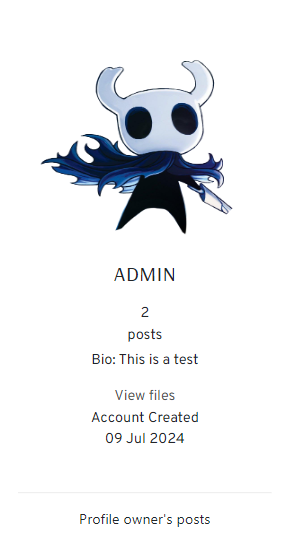 ADMIN
2
posts
Bio: This is a test
View files
Account Created
09 Jul 2024
Profile owner's posts